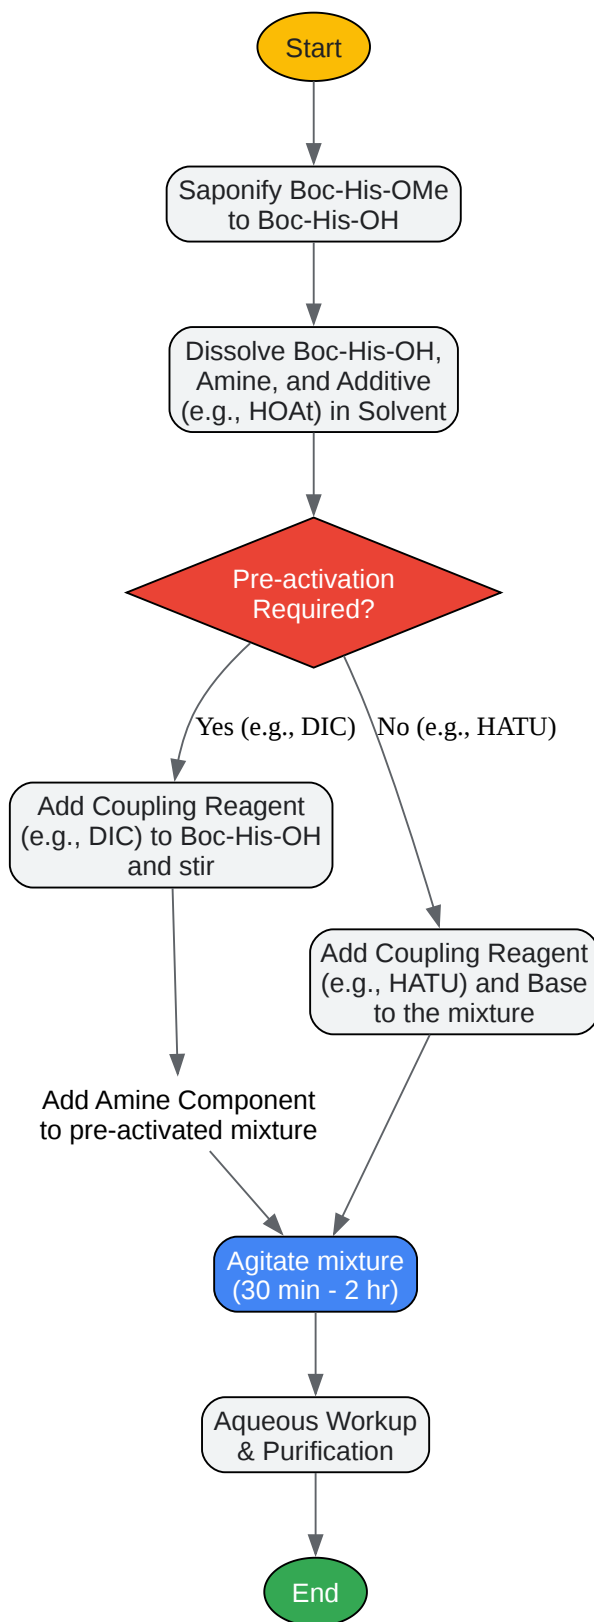 Start
Saponify Boc-His-OMe
to Boc-His-OH
Dissolve Boc-His-OH,
Amine, and Additive
(e.g., HOAt) in Solvent
Pre-activation
Required?
Yes (e.g., DIC)
No (e.g., HATU)
Add Coupling Reagent
(e.g., DIC) to Boc-His-OH
and stir
Add Coupling Reagent
(e.g., HATU) and Base
to the mixture
Add Amine Component
to pre-activated mixture
Agitate mixture
(30 min - 2 hr)
Aqueous Workup
& Purification
End